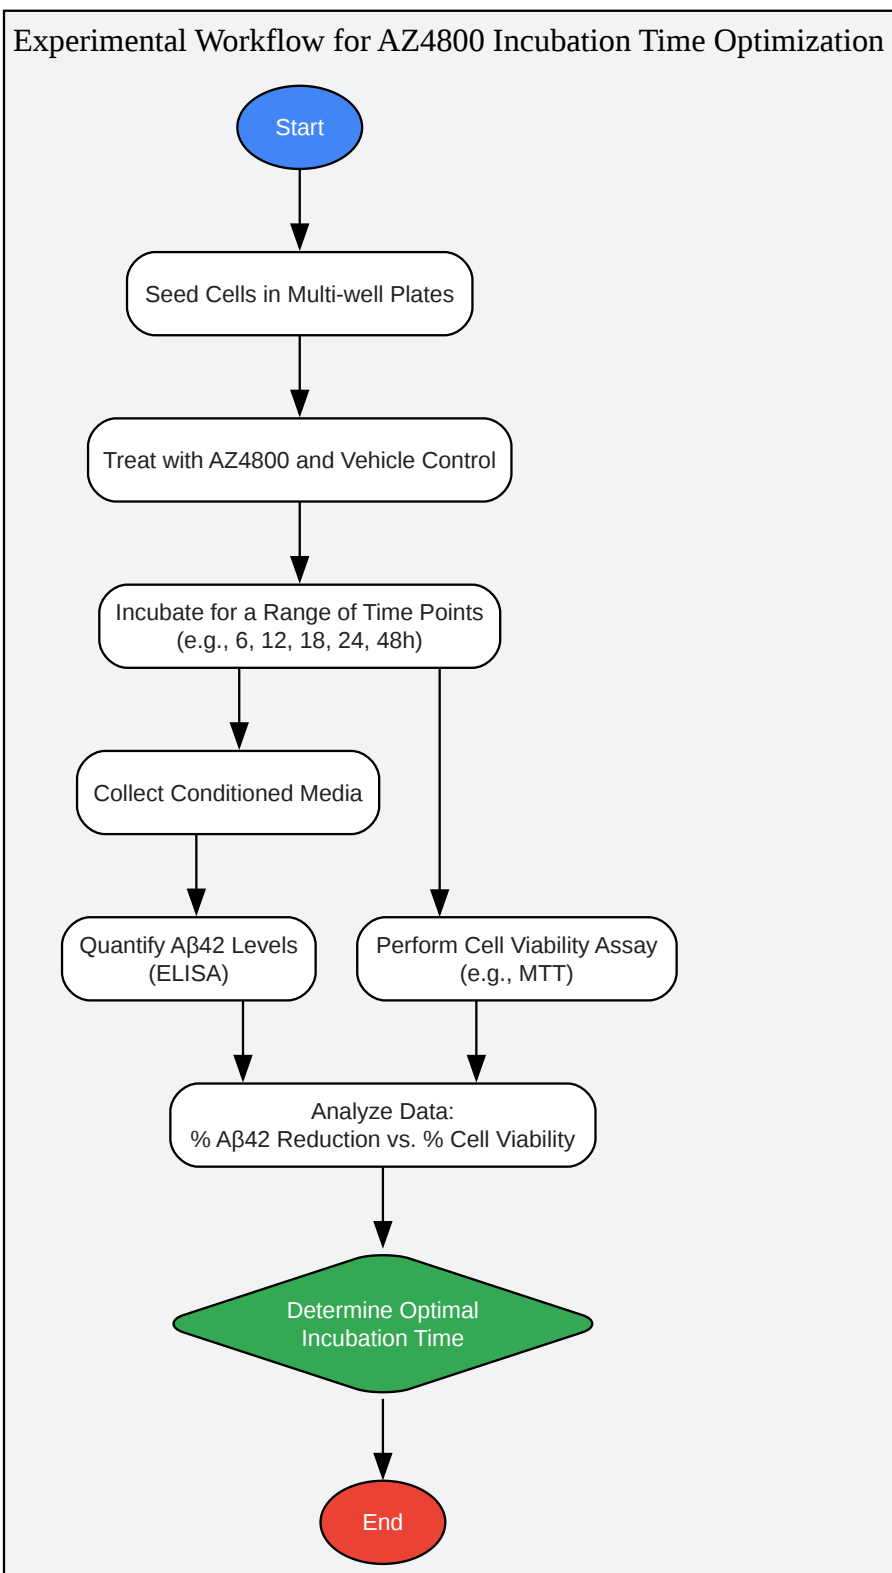 Experimental Workflow for AZ4800 Incubation Time Optimization
Start
Seed Cells in Multi-well Plates
Treat with AZ4800 and Vehicle Control
Incubate for a Range of Time Points
(e.g., 6, 12, 18, 24, 48h)
Collect Conditioned Media
Quantify Aβ42 Levels
(ELISA)
Perform Cell Viability Assay
(e.g., MTT)
Analyze Data:
% Aβ42 Reduction vs. % Cell Viability
Determine Optimal
Incubation Time
End